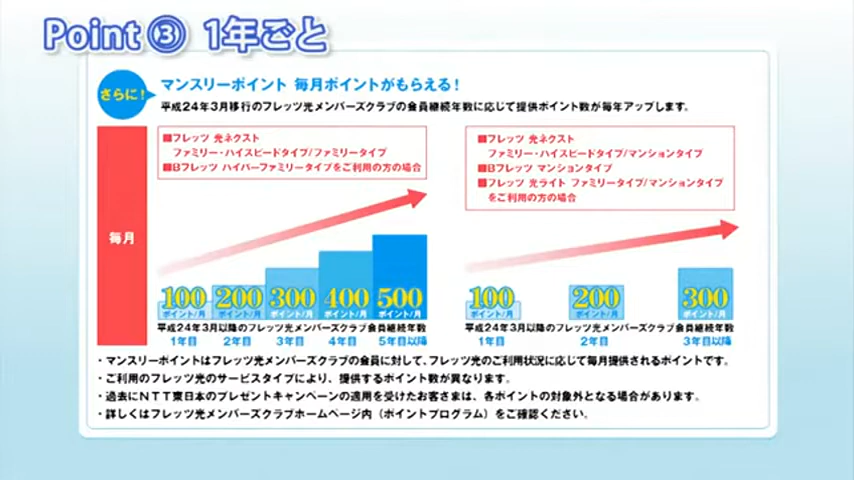 Point③ 1年ごと
さらに！
マンスリーポイント 毎月ポイントがもらえる！
平成24年3月移行のフレッツ光メンバーズクラブの会員継続年数に応じて提供ポイント数が毎年アップします。
毎月
■フレッツ 光ネクスト
ファミリー・ハイスピードタイプ/ファミリータイプ
■Bフレッツ ハイパーファミリータイプをご利用の方の場合
100 200 300 400 500
ポイント/月 ポイント/月 ポイント/月 ポイント/月 ポイント/月
平成24年3月以降のフレッツ光メンバーズクラブ会員継続年数
1年目 2年目 3年目 4年目 5年目以降
■フレッツ 光ネクスト
ファミリー・ハイスピードタイプ/マンションタイプ
■Bフレッツ マンションタイプ
■フレッツ 光ライト ファミリータイプ/マンションタイプ
をご利用の方の場合
100 200 300
ポイント/月 ポイント/月 ポイント/月
平成24年3月以降のフレッツ光メンバーズクラブ会員継続年数
1年目 2年目 3年目以降
・マンスリーポイントはフレッツ光メンバーズクラブの会員に対して、フレッツ光のご利用状況に応じて毎月提供されるポイントです。
・ご利用のフレッツ光のサービスタイプにより、提供するポイント数が異なります。
・過去にNTT東日本のプレゼントキャンペーンの適用を受けたお客さまは、各ポイントの対象外となる場合があります。
・詳しくはフレッツ光メンバーズクラブホームページ内（ポイントプログラム）をご確認ください。